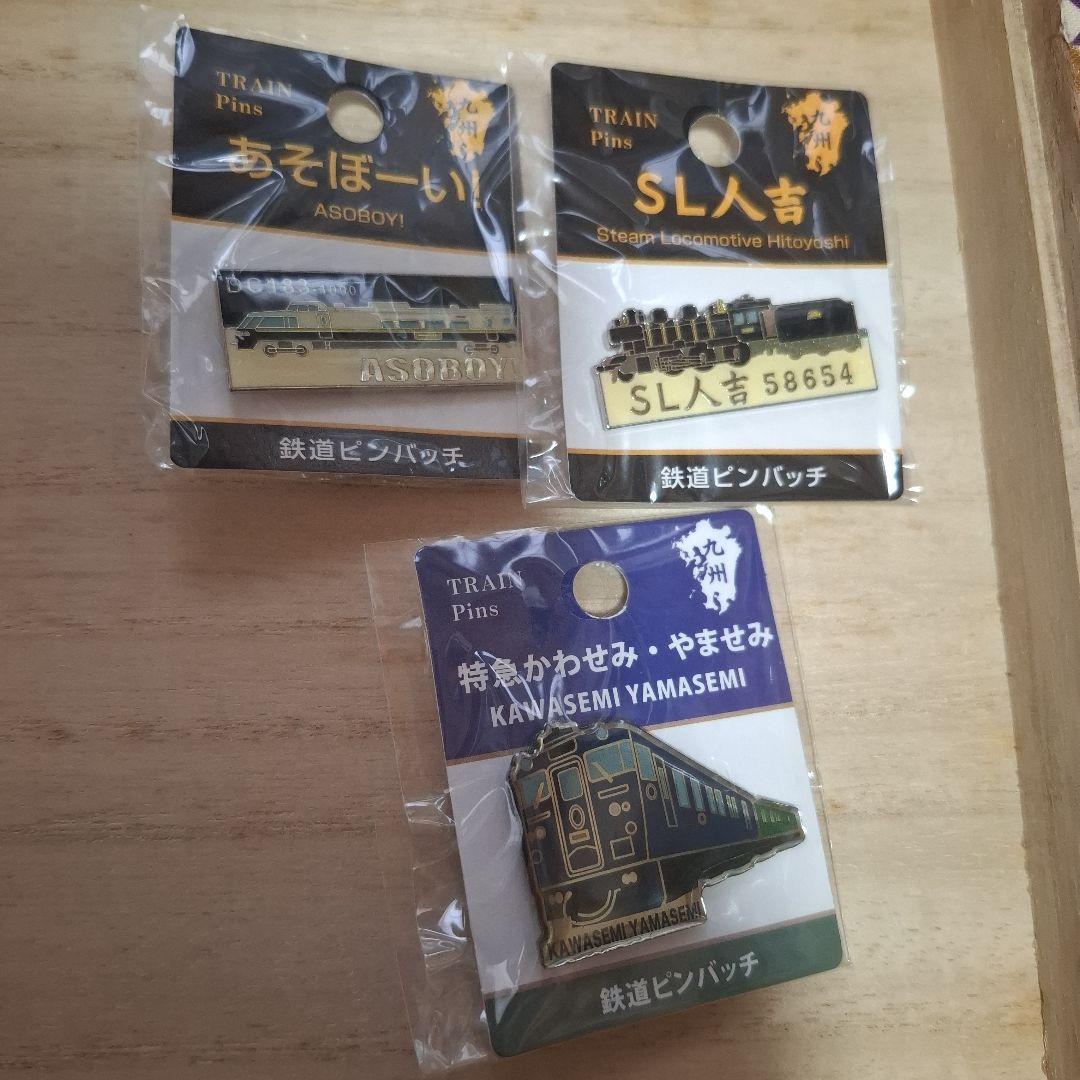 TRAIN
Pins
九州
あそぼーい!
ASOBOY!
DC183-1000
ASOBOY!
鉄道ピンバッチ
TRAIN
Pins
九州
SL人吉
Steam Locomotive Hitoyoshi
SL人吉 58654
鉄道ピンバッチ
TRAIN
Pins
九州
特急かわせみ・やませみ
KAWASEMI YAMASEMI
KAWASEMI YAMASEMI
鉄道ピンバッチ